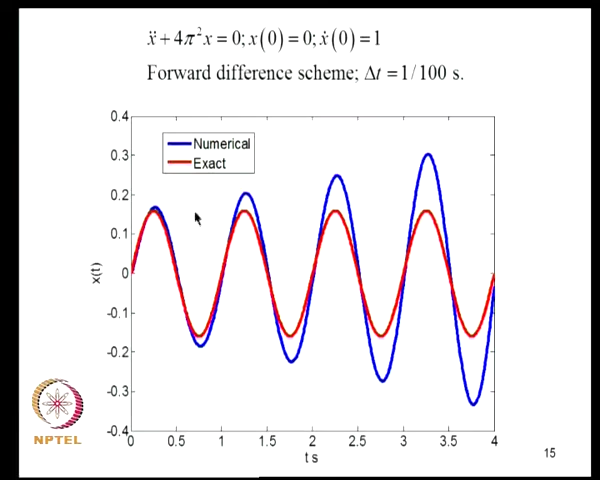 ẍ + 4π²x = 0; x(0) = 0; ẋ(0) = 1
Forward difference scheme; Δt = 1/100 s.
0.4
Numerical
Exact
0.3
0.2
0.1
0
-0.1
-0.2
-0.3
-0.4
x(t)
0 0.5 1 1.5 2 2.5 3 3.5 4
t s
NPTEL
15